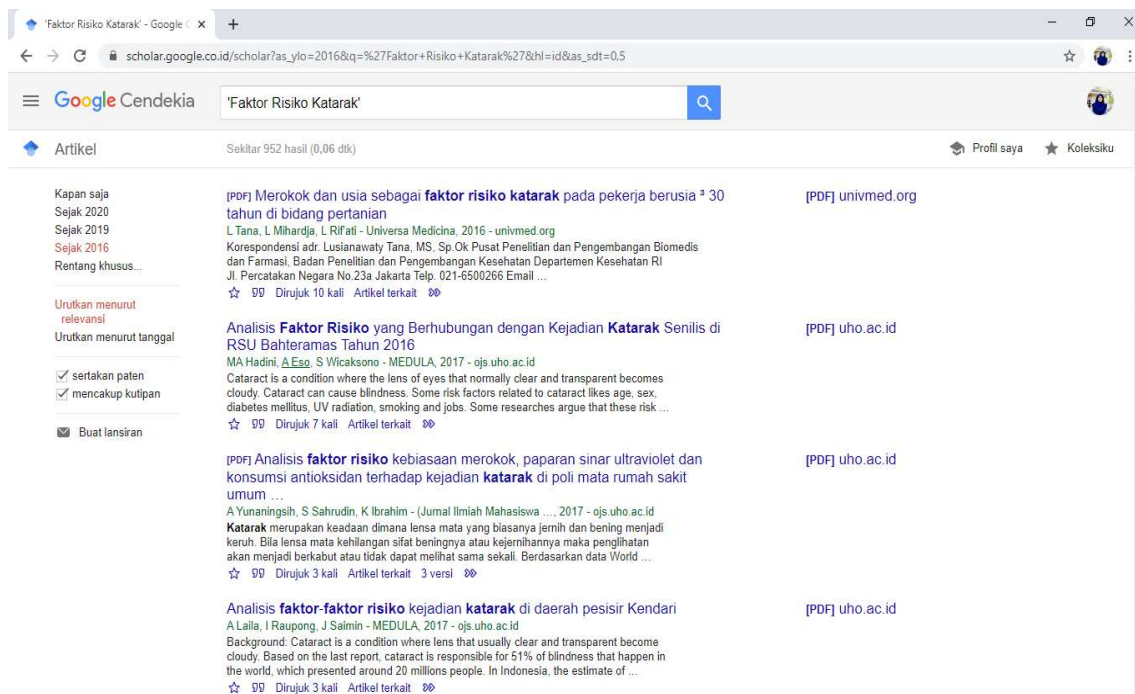 'Faktor Risiko Katarak' - Google C
scholar.google.co.id/scholar?as_ylo=2016&q=%27Faktor+Risiko+Katarak%27&hl=id&as_sdt=0,5
Google Cendekia
'Faktor Risiko Katarak'
Artikel
Sekitar 952 hasil (0,06 dtk)
Profil saya
Koleksiku
Kapan saja
Sejak 2020
Sejak 2019
Sejak 2016
Rentang khusus...
Urutkan menurut
relevansi
Urutkan menurut tanggal
sertakan paten
mencakup kutipan
Buat lansiran
[PDF] Merokok dan usia sebagai faktor risiko katarak pada pekerja berusia ³ 30
tahun di bidang pertanian
L Tana, L Mihardja, L Rif'ati - Universa Medicina, 2016 - univmed.org
Korespondensi adr. Lusianawaty Tana, MS, Sp.Ok Pusat Penelitian dan Pengembangan Biomedis
dan Farmasi, Badan Penelitian dan Pengembangan Kesehatan Departemen Kesehatan RI
Jl. Percatakan Negara No.23a Jakarta Telp. 021-6500266 Email ...
Dirujuk 10 kali Artikel terkait
[PDF] univmed.org
Analisis Faktor Risiko yang Berhubungan dengan Kejadian Katarak Senilis di
RSU Bahteramas Tahun 2016
MA Hadini, A Eso, S Wicaksono - MEDULA, 2017 - ojs.uho.ac.id
Cataract is a condition where the lens of eyes that normally clear and transparent becomes
cloudy. Cataract can cause blindness. Some risk factors related to cataract likes age, sex,
diabetes mellitus, UV radiation, smoking and jobs. Some researches argue that these risk ...
Dirujuk 7 kali Artikel terkait
[PDF] uho.ac.id
[PDF] Analisis faktor risiko kebiasaan merokok, paparan sinar ultraviolet dan
konsumsi antioksidan terhadap kejadian katarak di poli mata rumah sakit
umum ...
A Yunaningsih, S Sahrudin, K Ibrahim - (Jurnal Ilmiah Mahasiswa ..., 2017 - ojs.uho.ac.id
Katarak merupakan keadaan dimana lensa mata yang biasanya jernih dan bening menjadi
keruh. Bila lensa mata kehilangan sifat beningnya atau kejernihannya maka penglihatan
akan menjadi berkabut atau tidak dapat melihat sama sekali. Berdasarkan data World ...
Dirujuk 3 kali Artikel terkait 3 versi
[PDF] uho.ac.id
Analisis faktor-faktor risiko kejadian katarak di daerah pesisir Kendari
A Laila, I Raupong, J Saimin - MEDULA, 2017 - ojs.uho.ac.id
Background: Cataract is a condition where lens that usually clear and transparent become
cloudy. Based on the last report, cataract is responsible for 51% of blindness that happen in
the world, which presented around 20 millions people. In Indonesia, the estimate of ...
Dirujuk 3 kali Artikel terkait
[PDF] uho.ac.id